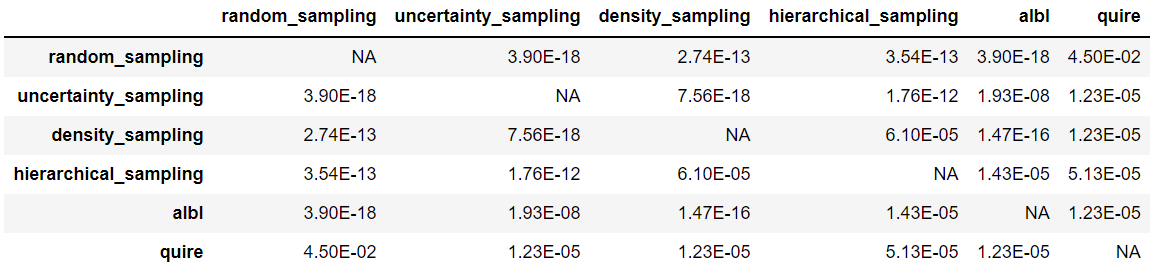 random_sampling uncertainty_sampling density_sampling hierarchical_sampling albl quire
random_sampling NA 3.90E-18 2.74E-13 3.54E-13 3.90E-18 4.50E-02
uncertainty_sampling 3.90E-18 NA 7.56E-18 1.76E-12 1.93E-08 1.23E-05
density_sampling 2.74E-13 7.56E-18 NA 6.10E-05 1.47E-16 1.23E-05
hierarchical_sampling 3.54E-13 1.76E-12 6.10E-05 NA 1.43E-05 5.13E-05
albl 3.90E-18 1.93E-08 1.47E-16 1.43E-05 NA 1.23E-05
quire 4.50E-02 1.23E-05 1.23E-05 5.13E-05 1.23E-05 NA